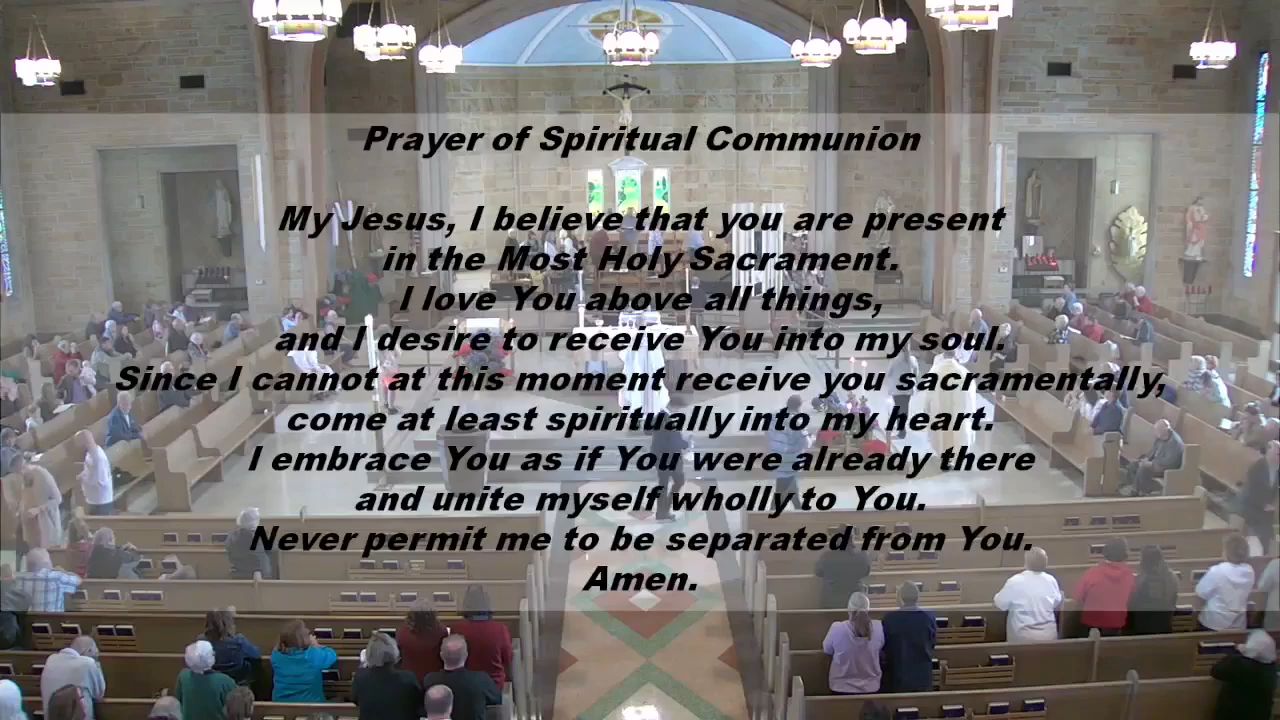 Prayer of Spiritual Communion
My Jesus, I believe that you are present
in the Most Holy Sacrament.
I love You above all things,
and I desire to receive You into my soul.
Since I cannot at this moment receive you sacramentally,
come at least spiritually into my heart.
I embrace You as if You were already there
and unite myself wholly to You.
Never permit me to be separated from You.
Amen.